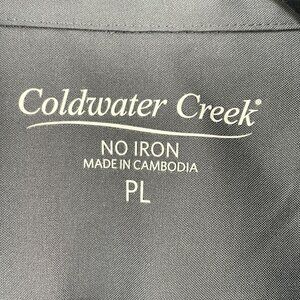 Coldwater Creek®
NO IRON
MADE IN CAMBODIA
PL